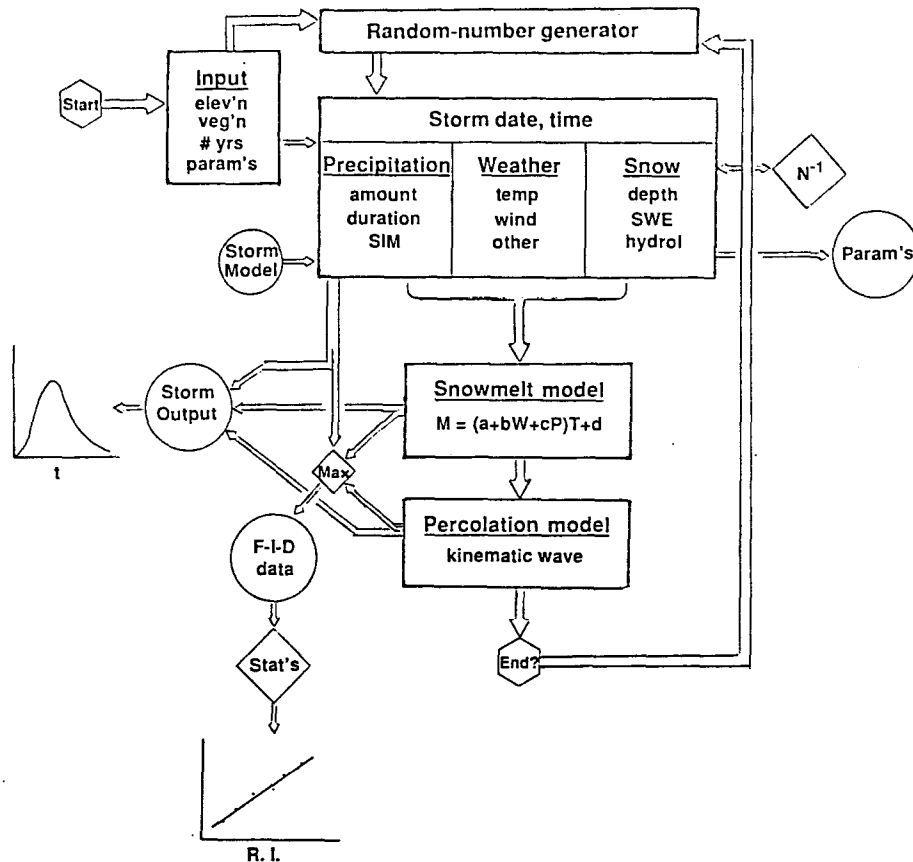 Random-number generator
Start
Input
elev'n
veg'n
# yrs
param's
Storm date, time
Precipitation
amount
duration
SIM
Weather
temp
wind
other
Snow
depth
SWE
hydrol
N⁻¹
Storm
Model
Param's
Storm
Output
t
Snowmelt model
M = (a+bW+cP)T+d
Max
Percolation model
kinematic wave
F-I-D
data
End?
Stat's
R. I.